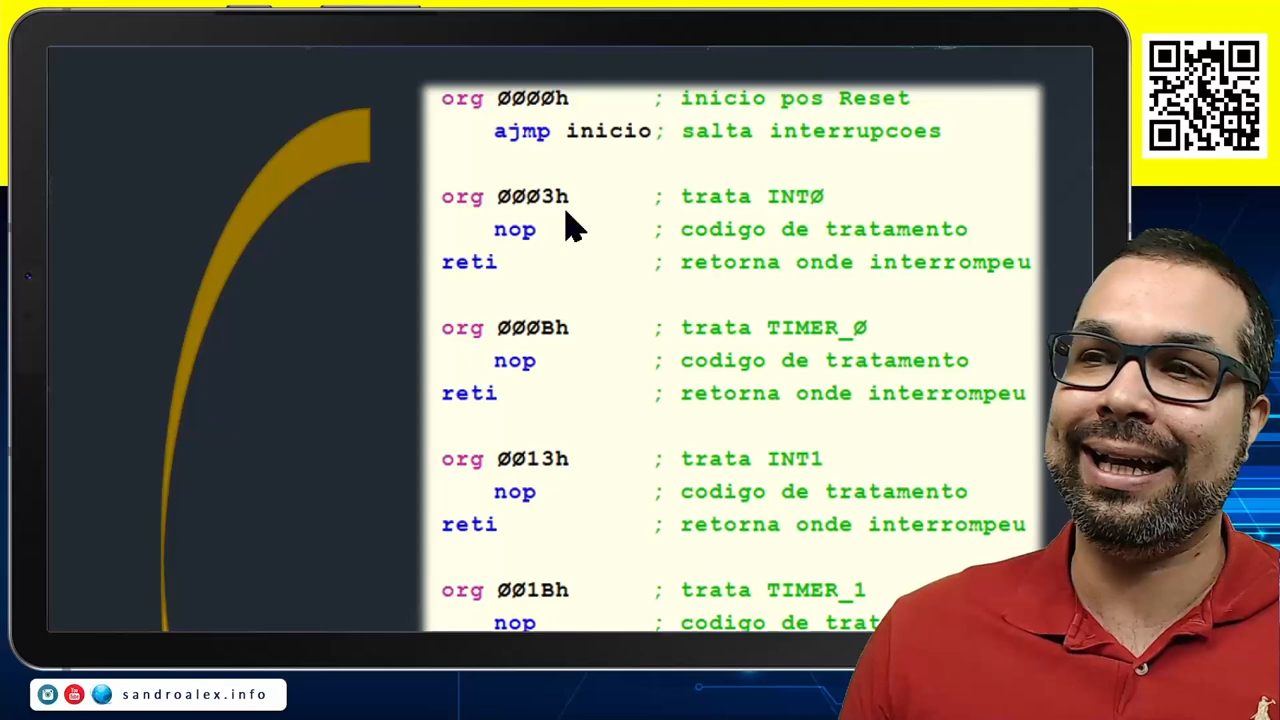 org ØØØØh ; inicio pos Reset
ajmp inicio; salta interrupcoes
org ØØØ3h ; trata INTØ
nop ; codigo de tratamento
reti ; retorna onde interrompeu
org ØØØBh ; trata TIMER_Ø
nop ; codigo de tratamento
reti ; retorna onde interrompeu
org ØØ13h ; trata INT1
nop ; codigo de tratamento
reti ; retorna onde interrompeu
org ØØ1Bh ; trata TIMER_1
nop ; codigo de
sandroalex.info